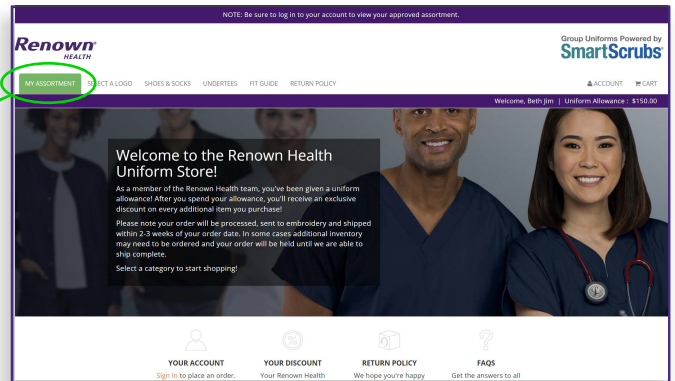 NOTE: Be sure to log in to your account to view your approved assortment.
Renown®
HEALTH
Group Uniforms Powered by
SmartScrubs®
MY ASSORTMENT SELECT A LOGO SHOES & SOCKS UNDERTEES FIT GUIDE RETURN POLICY
ACCOUNT CART
Welcome, Beth Jim | Uniform Allowance : $150.00
Welcome to the Renown Health
Uniform Store!
As a member of the Renown Health team, you've been given a uniform
allowance! After you spend your allowance, you'll receive an exclusive
discount on every additional item you purchase!
Please note your order will be processed, sent to embroidery and shipped
within 2-3 weeks of your order date. In some cases additional inventory
may need to be ordered and your order will be held until we are able to
ship complete.
Select a category to start shopping!
YOUR ACCOUNT YOUR DISCOUNT RETURN POLICY FAQS
Sign in to place an order. Your Renown Health We hope you're happy Get the answers to all